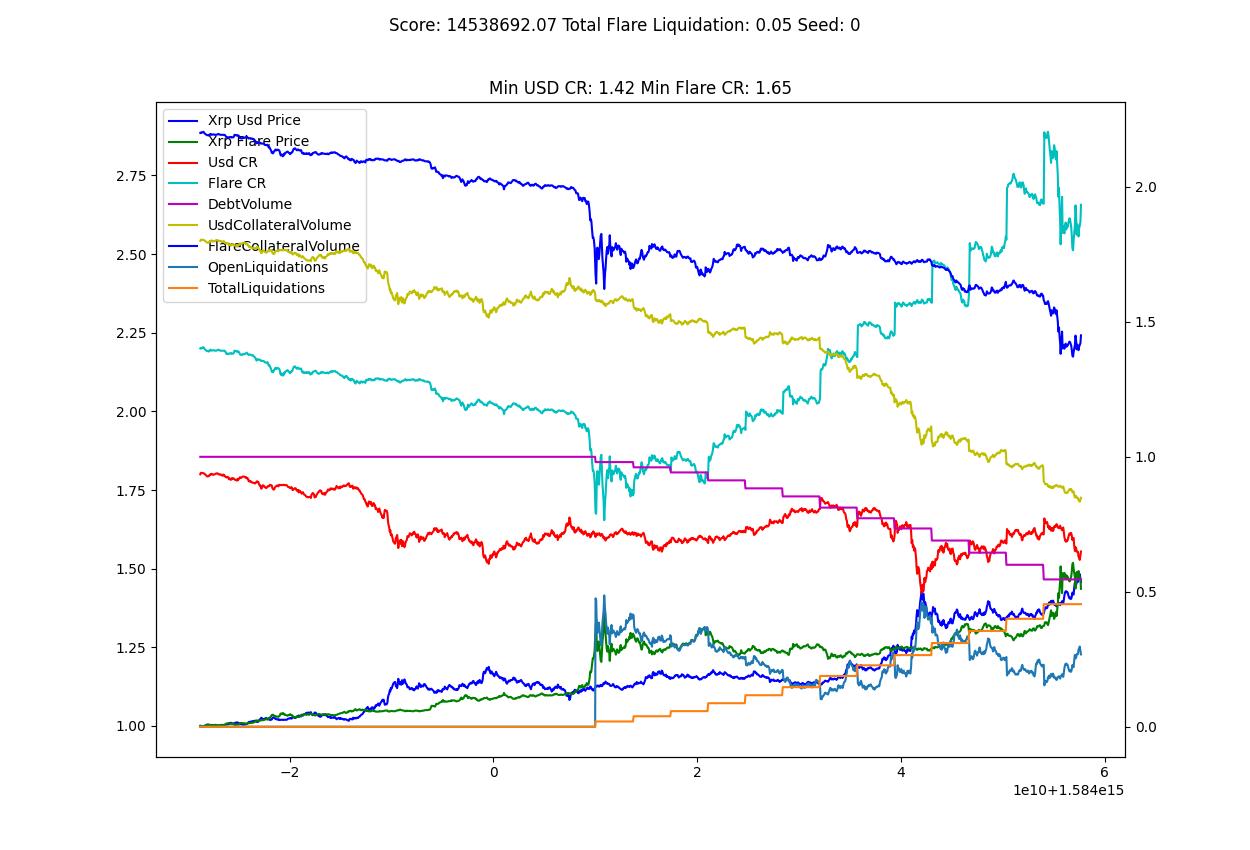 Score: 14538692.07 Total Flare Liquidation: 0.05 Seed: 0
Min USD CR: 1.42 Min Flare CR: 1.65
Xrp Usd Price
Xrp Flare Price
Usd CR
Flare CR
DebtVolume
UsdCollateralVolume
FlareCollateralVolume
OpenLiquidations
TotalLiquidations
2.75
2.50
2.25
2.00
1.75
1.50
1.25
1.00
2.0
1.5
1.0
0.5
0.0
−2 0 2 4 6
1e10+1.584e15